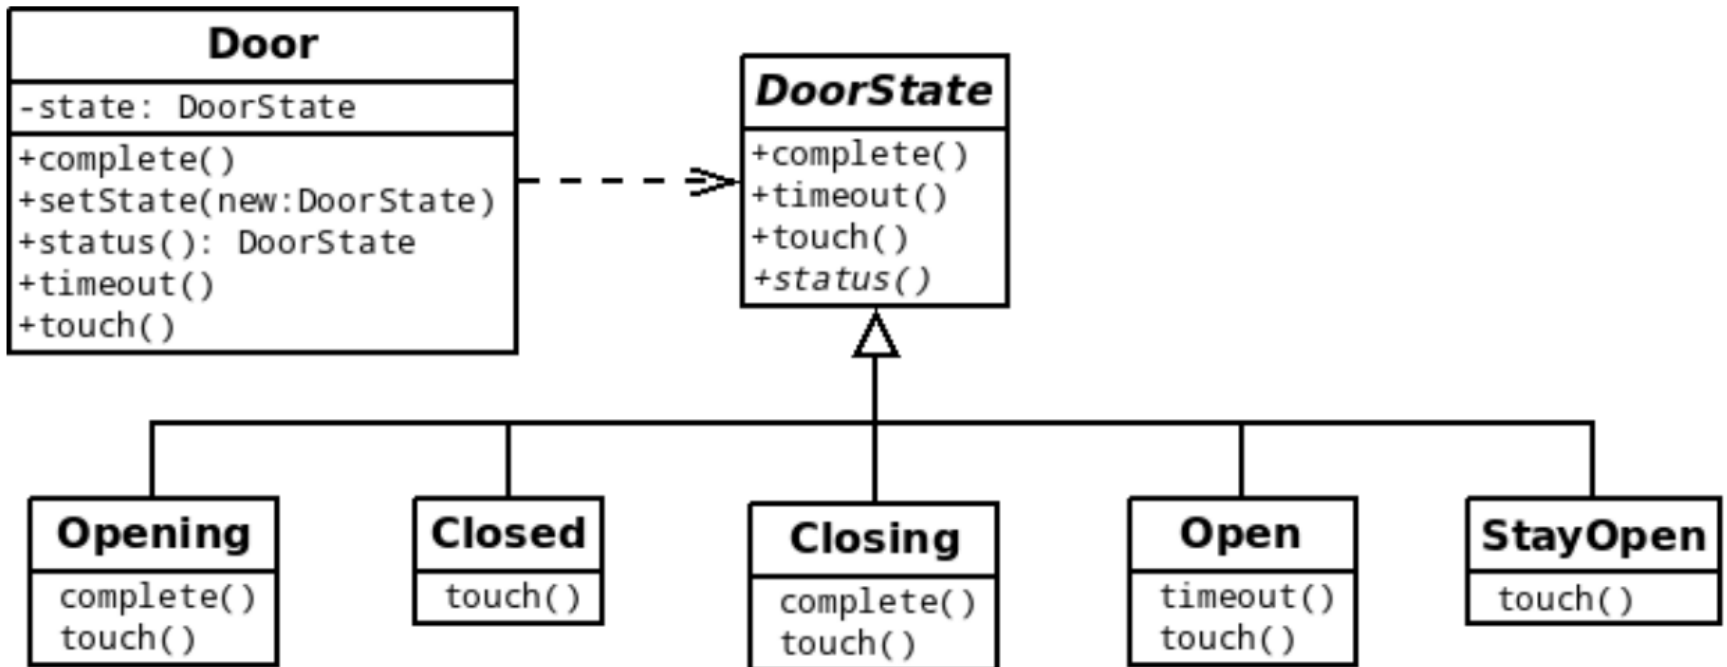 Door
-state: DoorState
+complete()
+setState(new:DoorState)
+status(): DoorState
+timeout()
+touch()
DoorState
+complete()
+timeout()
+touch()
+status()
Opening
complete()
touch()
Closed
touch()
Closing
complete()
touch()
Open
timeout()
touch()
StayOpen
touch()